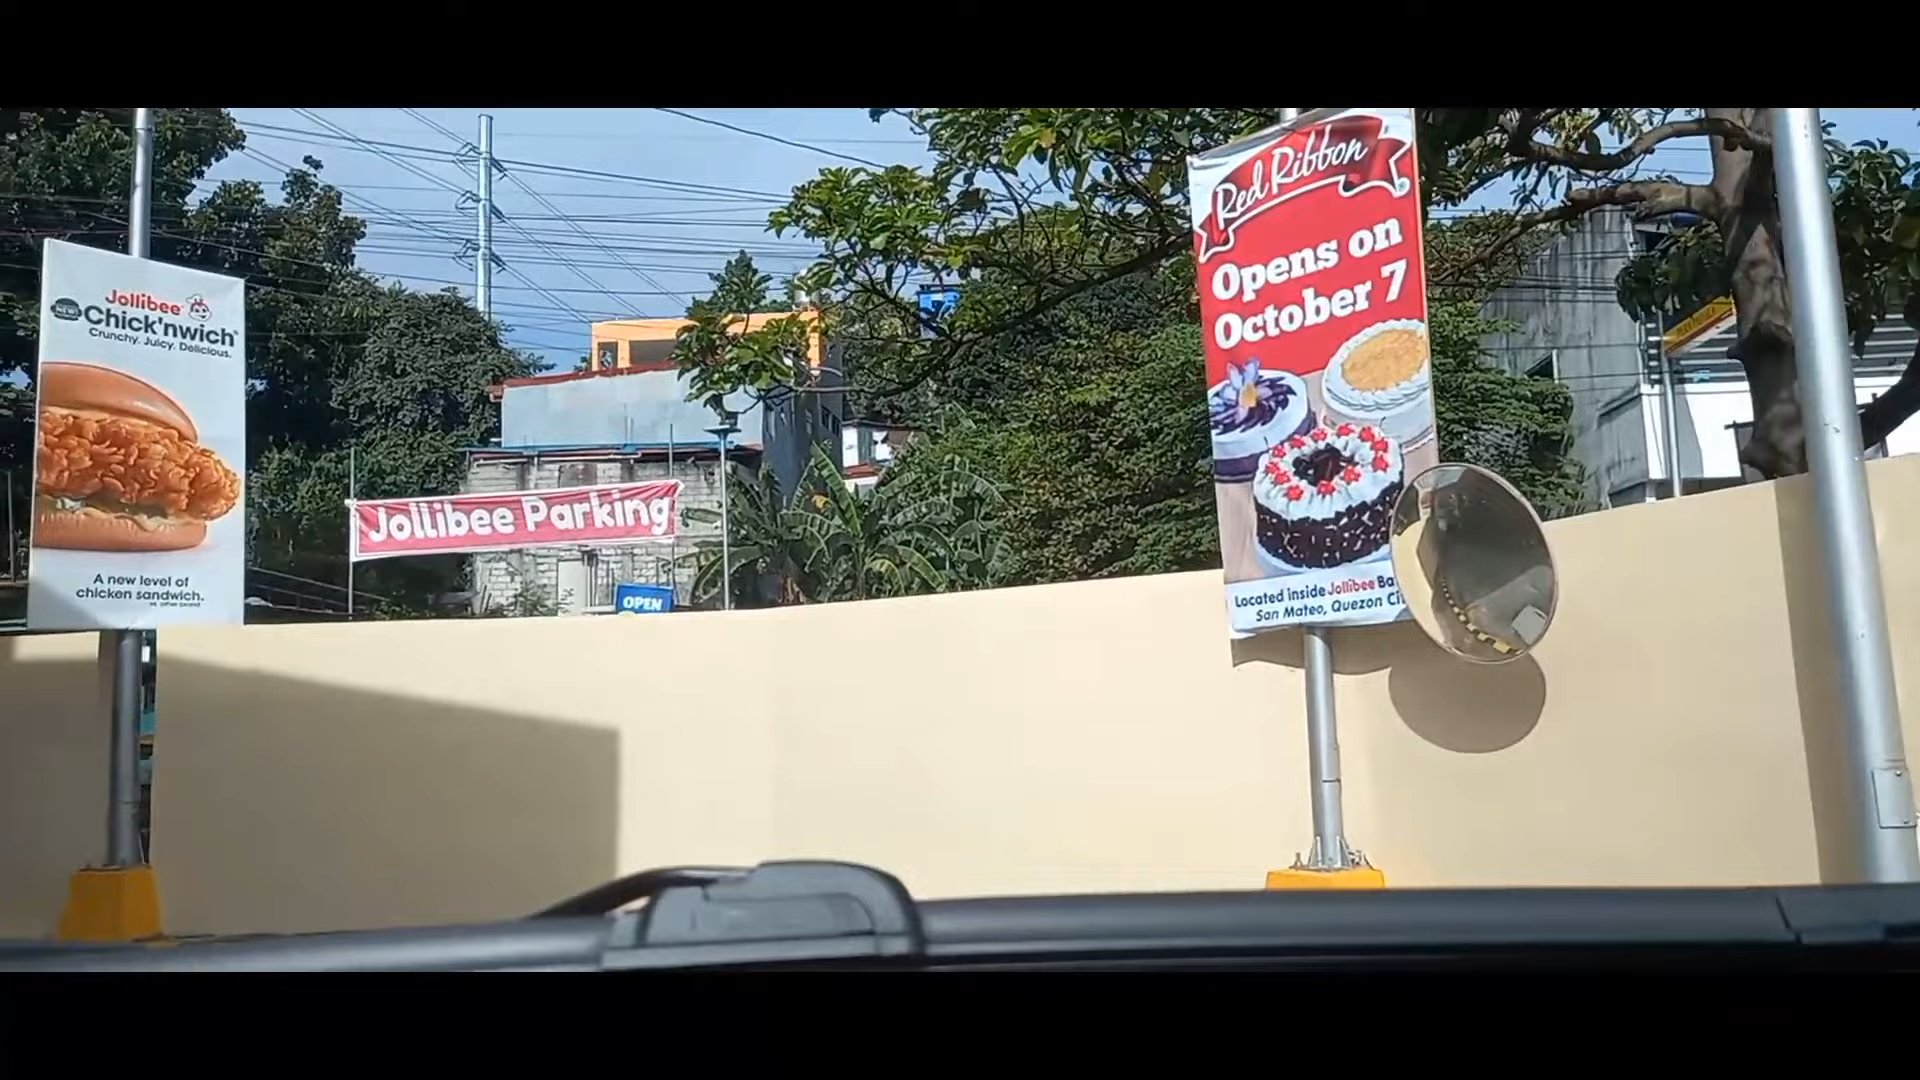 Jollibee
NEW!
Chick'nwich
Crunchy. Juicy. Delicious.
A new level of
chicken sandwich.
Jollibee Parking
OPEN
Red Ribbon
Opens on
October 7
Located inside Jollibee
San Mateo, Quezon